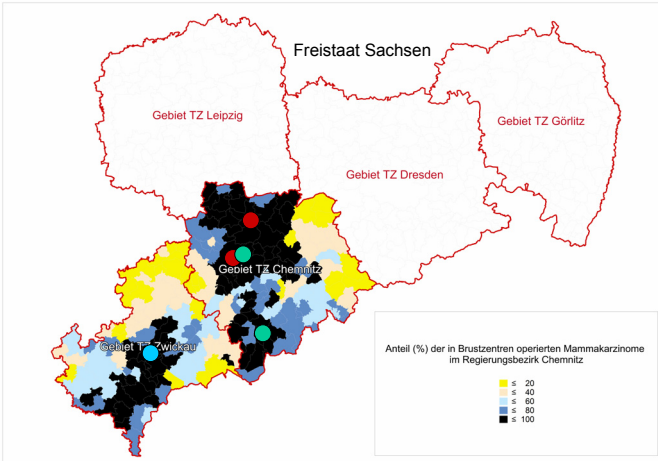 Freistaat Sachsen
Gebiet TZ Leipzig
Gebiet TZ Görlitz
Gebiet TZ Dresden
Gebiet TZ Chemnitz
Gebiet TZ Zwickau
Anteil (%) der in Brustzentren operierten Mammakarzinome
im Regierungsbezirk Chemnitz
≤ 20
≤ 40
≤ 60
≤ 80
≤ 100